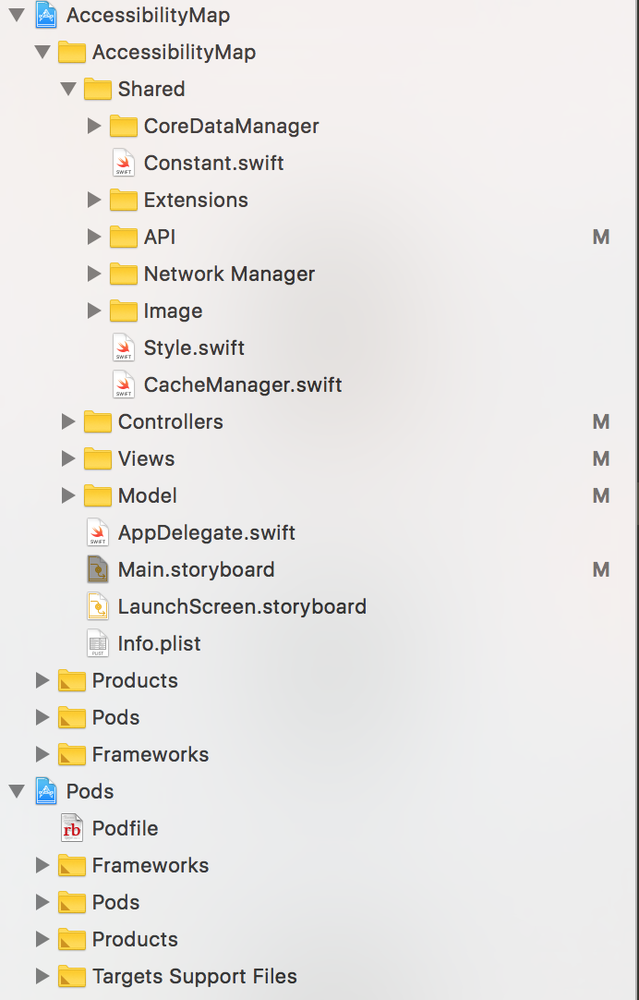 AccessibilityMap
AccessibilityMap
Shared
CoreDataManager
Constant.swift
Extensions
API M
Network Manager
Image
Style.swift
CacheManager.swift
Controllers M
Views M
Model M
AppDelegate.swift
Main.storyboard M
LaunchScreen.storyboard
Info.plist
Products
Pods
Frameworks
Pods
rb Podfile
Frameworks
Pods
Products
Targets Support Files